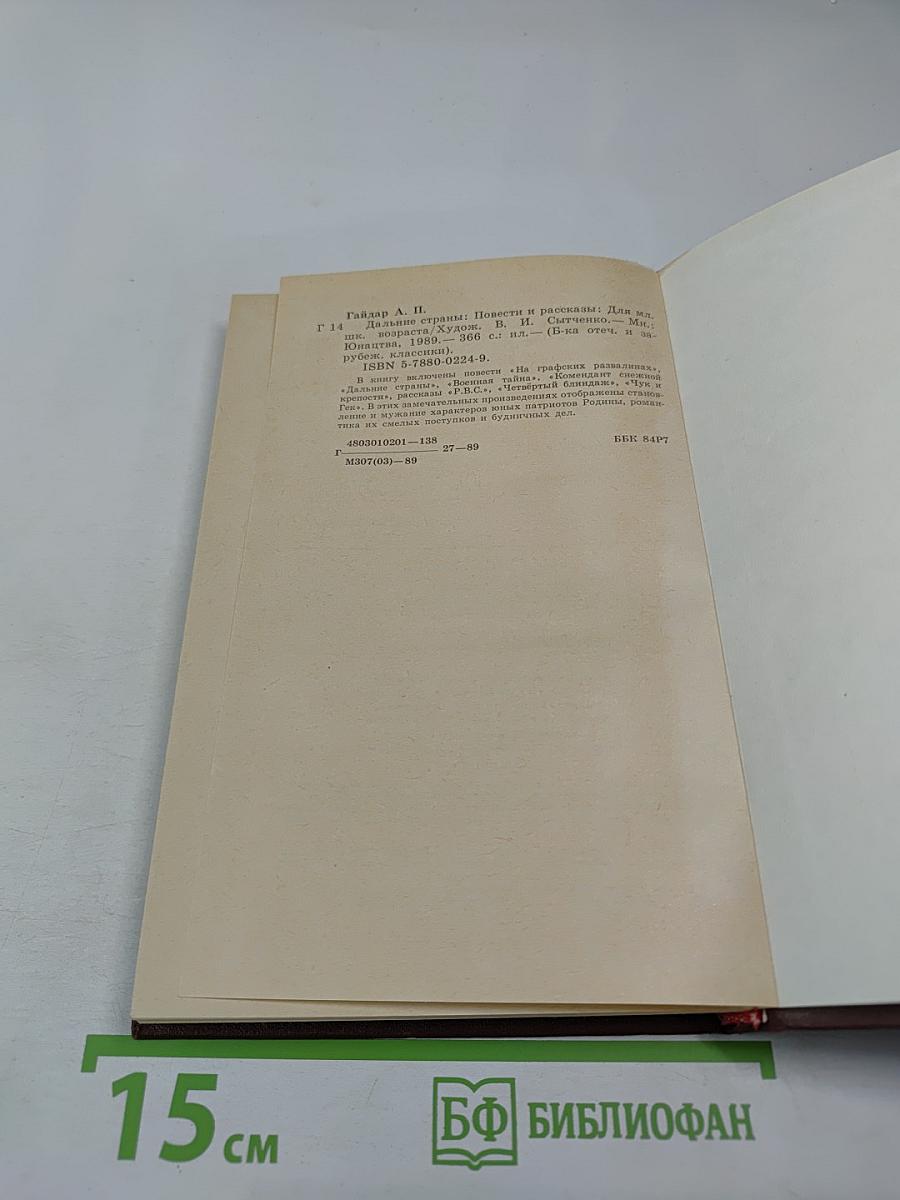 Гайдар А. П.
Г 14 Дальние страны: Повести и рассказы: Для мл.
шк. возраста/Худож. В. И. Сытченко.— Мн.:
Юнацтва, 1989.— 366 с.: ил.— (Б-ка отеч. и за-
рубеж. классики).
ISBN 5-7880-0224-9.
В книгу включены повести «На графских развалинах»,
«Дальние страны», «Военная тайна», «Комендант снежной
крепости», рассказы «Р.В.С.», «Четвёртый блиндаж», «Чук и
Гек». В этих замечательных произведениях отображены станов-
ление и мужание характеров юных патриотов Родины, роман-
тика их смелых поступков и будничных дел.
4803010201—138
Г 27—89 ББК 84Р7
М307(03)—89
15 см
БФ БИБЛИОФАН